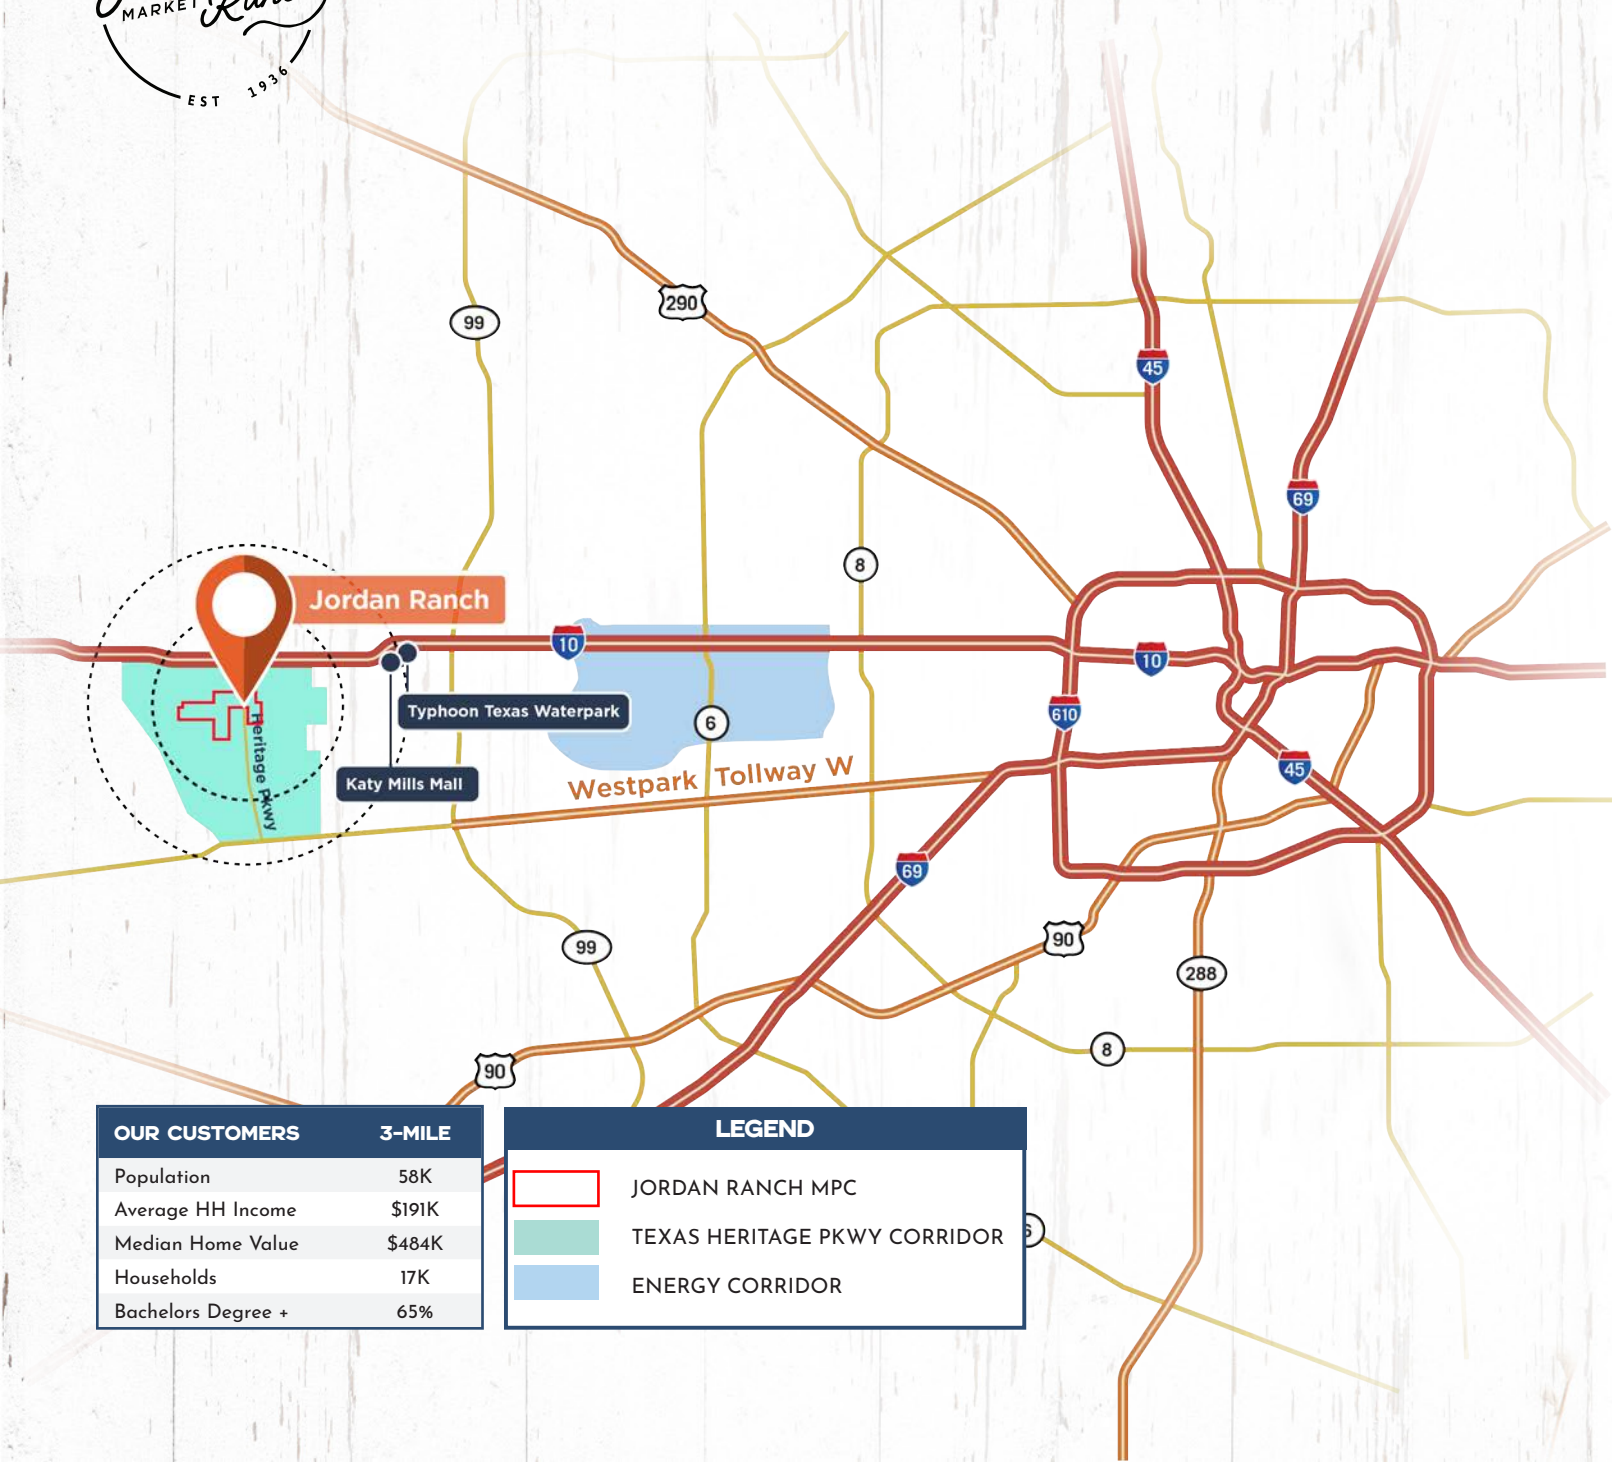 MARKET
EST 1936
290
99
45
69
8
Jordan Ranch
10
10
Typhoon Texas Waterpark
6
610
Heritage Pkwy
Katy Mills Mall
Westpark Tollway W
45
69
90
99
288
8
90
OUR CUSTOMERS 3-MILE
Population 58K
Average HH Income $191K
Median Home Value $484K
Households 17K
Bachelors Degree + 65%
LEGEND
JORDAN RANCH MPC
TEXAS HERITAGE PKWY CORRIDOR
ENERGY CORRIDOR